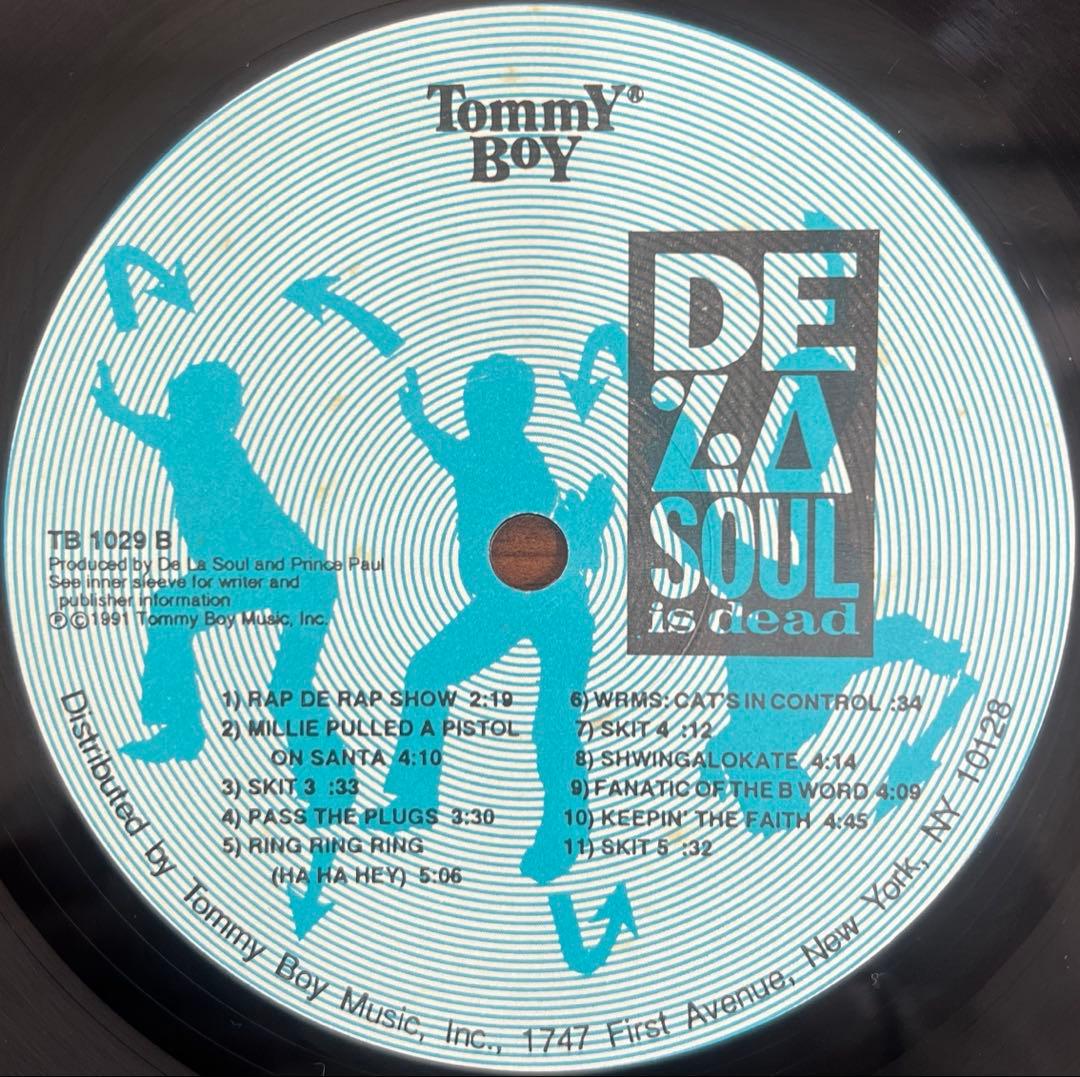 TommY®
BoY
DE
LA
SOUL
is dead
TB 1029 B
Produced by De La Soul and Prince Paul
See inner sleeve for writer and
publisher information
℗©1991 Tommy Boy Music, Inc.
1) RAP DE RAP SHOW 2:19
2) MILLIE PULLED A PISTOL
ON SANTA 4:10
3) SKIT 3 :33
4) PASS THE PLUGS 3:30
5) RING RING RING
(HA HA HEY) 5:06
6) WRMS: CAT'S IN CONTROL :34
7) SKIT 4 :12
8) SHWINGALOKATE 4:14
9) FANATIC OF THE B WORD 4:09
10) KEEPIN' THE FAITH 4:45
11) SKIT 5 :32
Distributed by Tommy Boy Music, Inc., 1747 First Avenue, New York, NY 10128